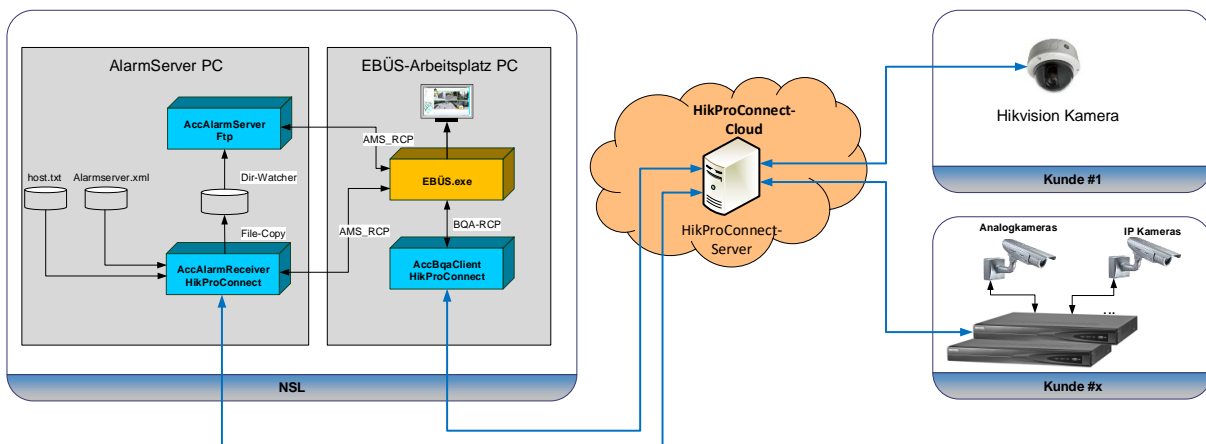 AlarmServer PC
AccAlarmServer
Ftp
host.txt
Alarmserver.xml
Dir-Watcher
File-Copy
AccAlarmReceiver
HikProConnect
EBÜS-Arbeitsplatz PC
AMS_RCP
EBÜS.exe
AMS_RCP
BQA-RCP
AccBqaClient
HikProConnect
NSL
HikProConnect-
Cloud
HikProConnect-
Server
Hikvision Kamera
Kunde #1
Analogkameras
IP Kameras
...
Kunde #x